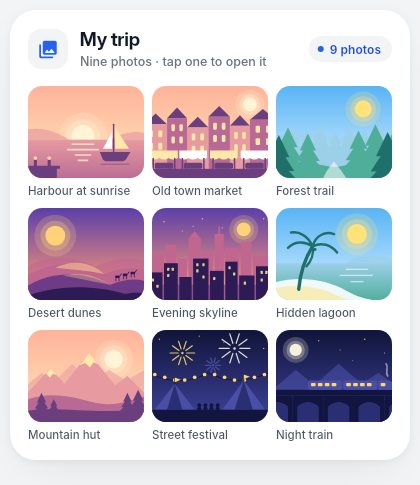 My trip
Nine photos · tap one to open it
9 photos
Harbour at sunrise
Old town market
Forest trail
Desert dunes
Evening skyline
Hidden lagoon
Mountain hut
Street festival
Night train